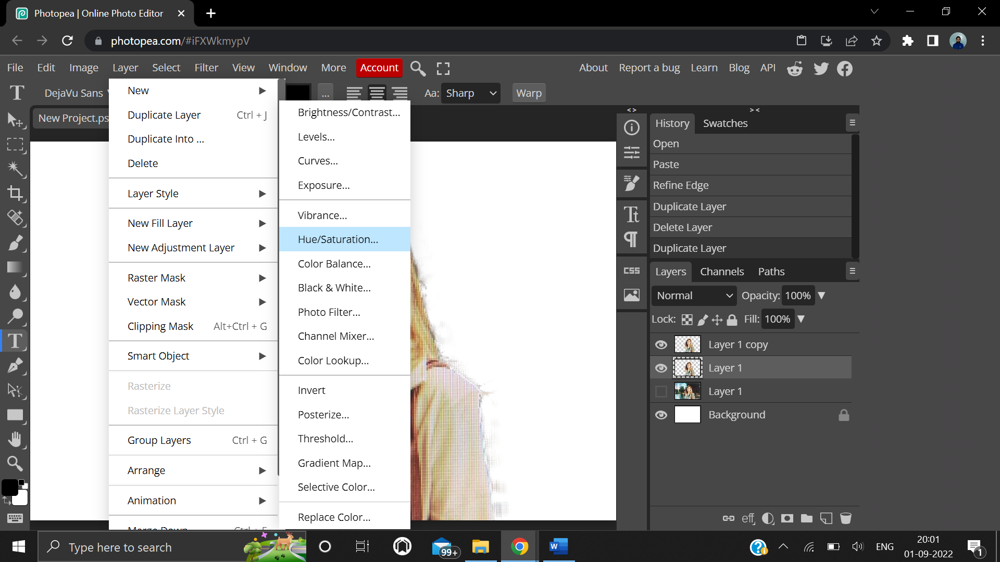 Photopea | Online Photo Editor
photopea.com/#iFXWkmypV
File Edit Image Layer Select Filter View Window More Account About Report a bug Learn Blog API
DejaVu Sans ... Aa: Sharp Warp
New Project.ps
New
Duplicate Layer Ctrl + J
Duplicate Into ...
Delete
Layer Style
New Fill Layer
New Adjustment Layer
Raster Mask
Vector Mask
Clipping Mask Alt+Ctrl + G
Smart Object
Rasterize
Rasterize Layer Style
Group Layers Ctrl + G
Arrange
Animation
Merge Down Ctrl + E
Brightness/Contrast...
Levels...
Curves...
Exposure...
Vibrance...
Hue/Saturation...
Color Balance...
Black & White...
Photo Filter...
Channel Mixer...
Color Lookup...
Invert
Posterize...
Threshold...
Gradient Map...
Selective Color...
Replace Color...
< > > <
CSS
History Swatches
Open
Paste
Refine Edge
Duplicate Layer
Delete Layer
Duplicate Layer
Layers Channels Paths
Normal Opacity: 100%
Lock: Fill: 100%
Layer 1 copy
Layer 1
Layer 1
Background
eff
Type here to search
99+
W
ENG
20:01
01-09-2022
1